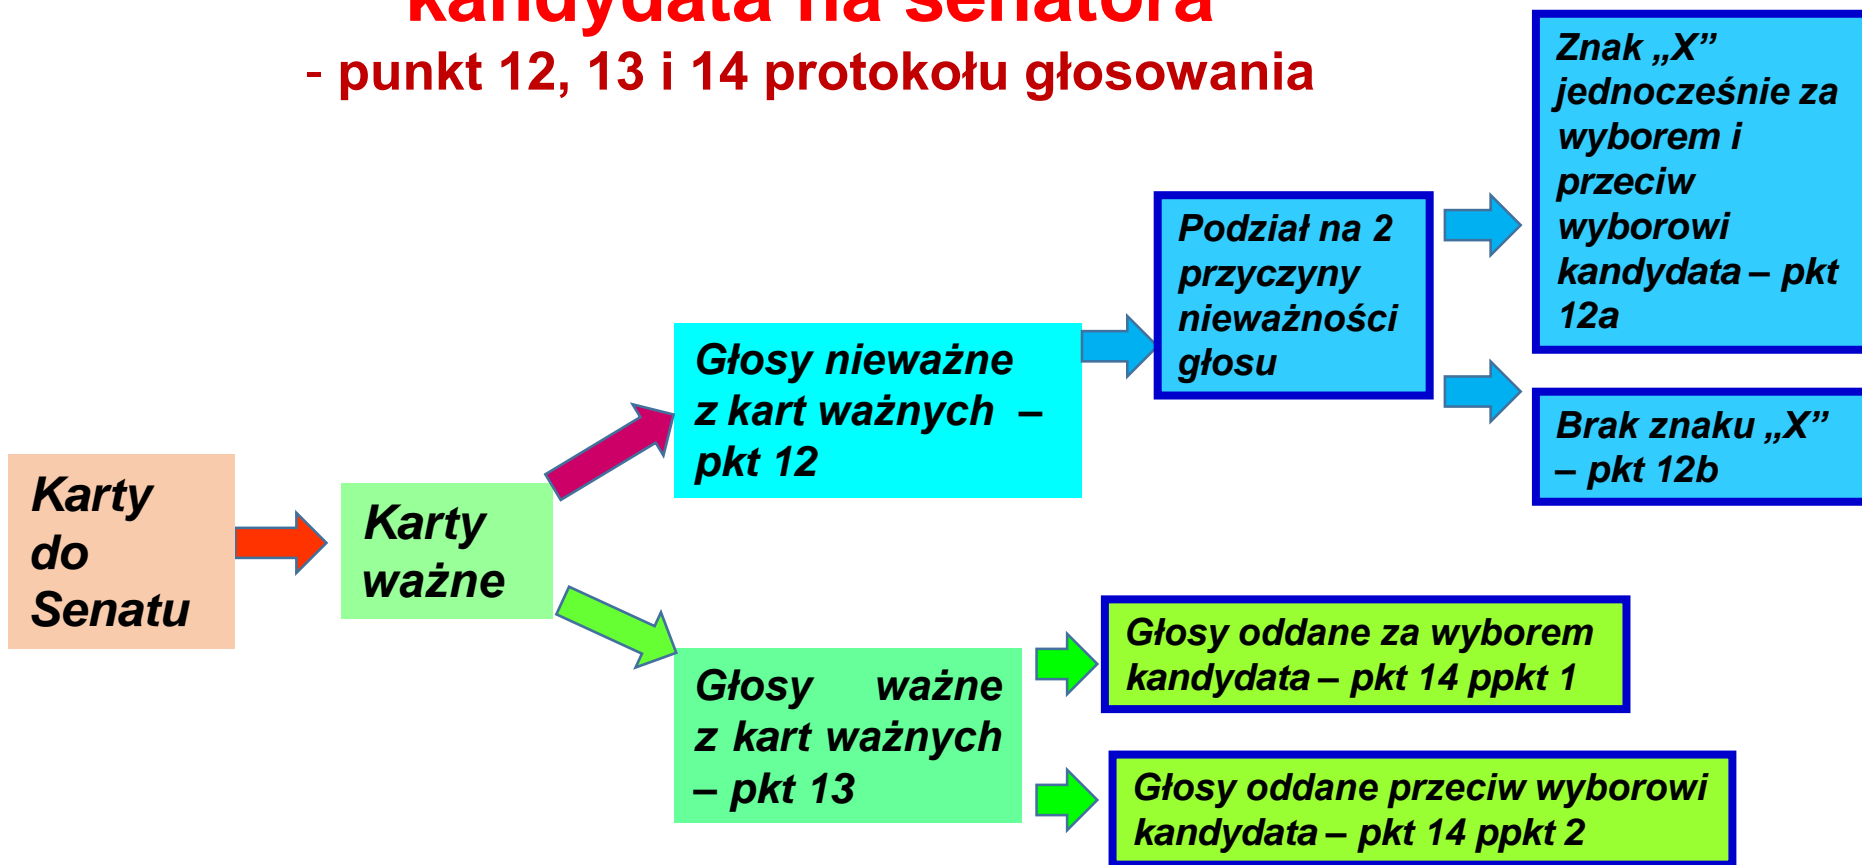 kandydata na senatora
- punkt 12, 13 i 14 protokołu głosowania
Karty
do
Senatu
Karty
ważne
Głosy nieważne
z kart ważnych –
pkt 12
Podział na 2
przyczyny
nieważności
głosu
Znak „X”
jednocześnie za
wyborem i
przeciw
wyborowi
kandydata – pkt
12a
Brak znaku „X”
– pkt 12b
Głosy ważne
z kart ważnych
– pkt 13
Głosy oddane za wyborem
kandydata – pkt 14 ppkt 1
Głosy oddane przeciw wyborowi
kandydata – pkt 14 ppkt 2